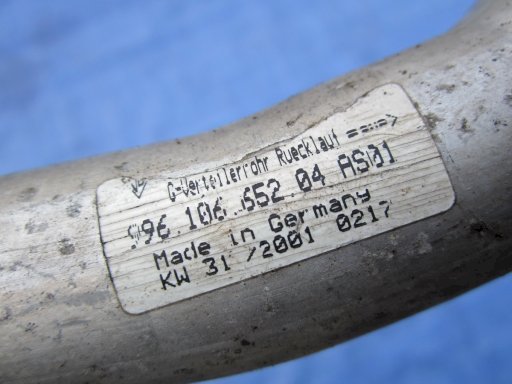 G-Verteilerrohr Ruecklauf ====>
996.106.652.04 AS01
Made in Germany
KW 31 /2001 0217